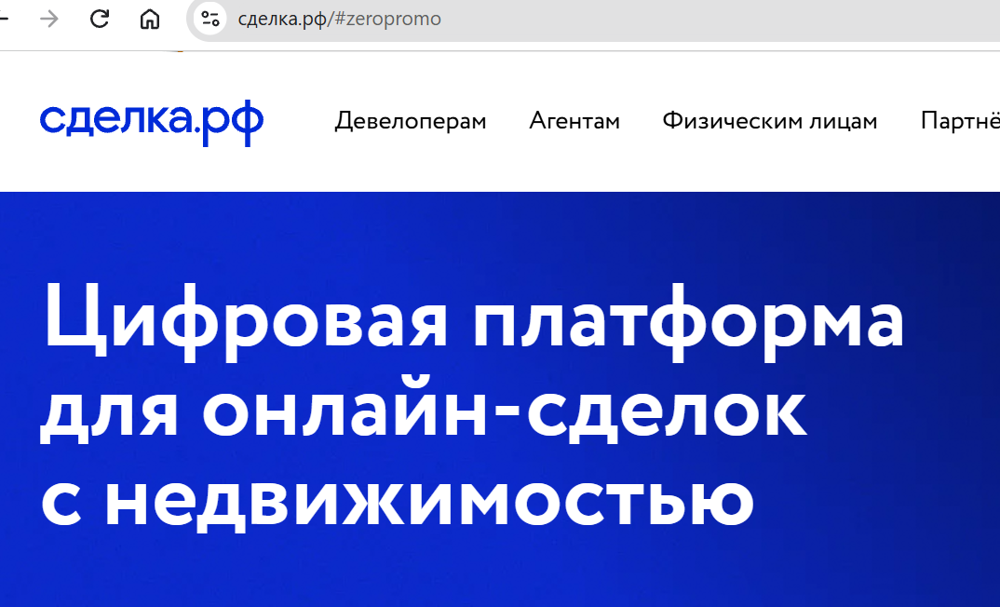 сделка.рф/#zeropromo
сделка.рф
Девелоперам Агентам Физическим лицам
Цифровая платформа
для онлайн-сделок
с недвижимостью